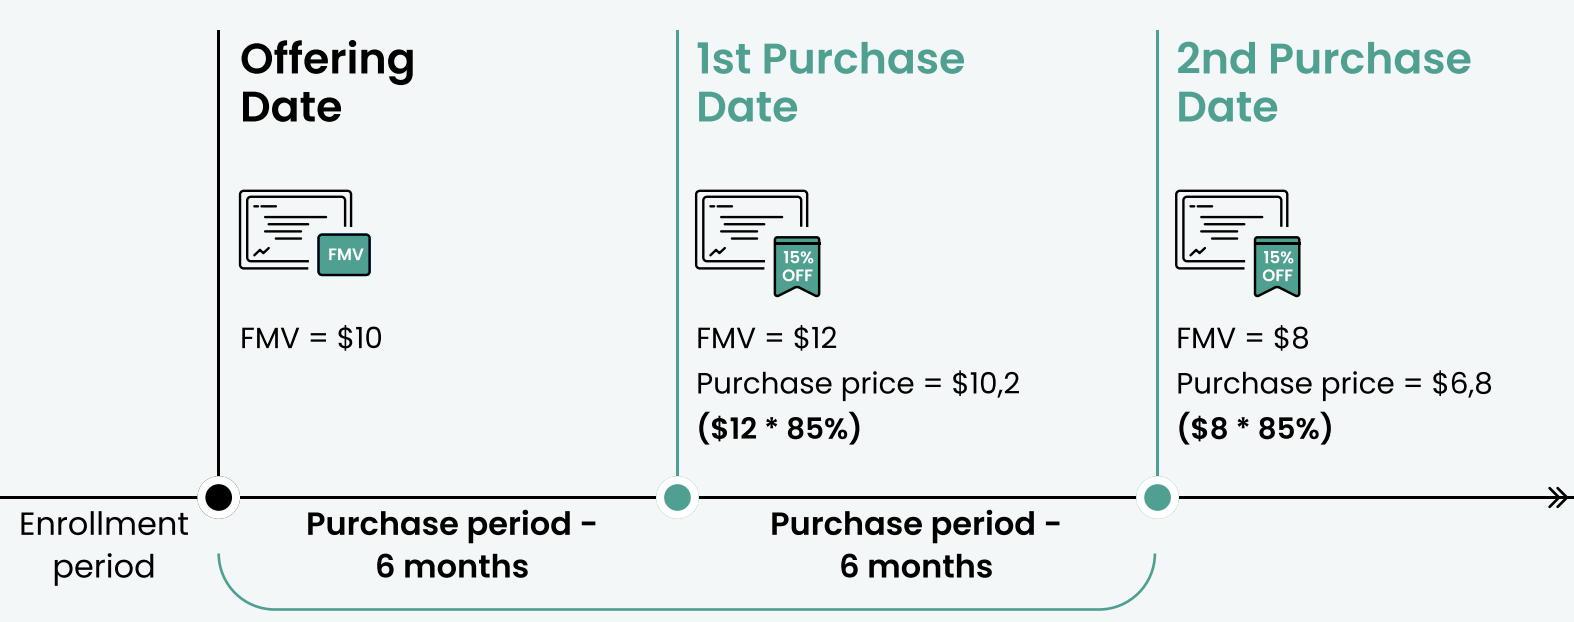 Offering
Date
FMV
FMV = $10
1st Purchase
Date
15%
OFF
FMV = $12
Purchase price = $10,2
($12 * 85%)
2nd Purchase
Date
15%
OFF
FMV = $8
Purchase price = $6,8
($8 * 85%)
Enrollment
period
Purchase period -
6 months
Purchase period -
6 months